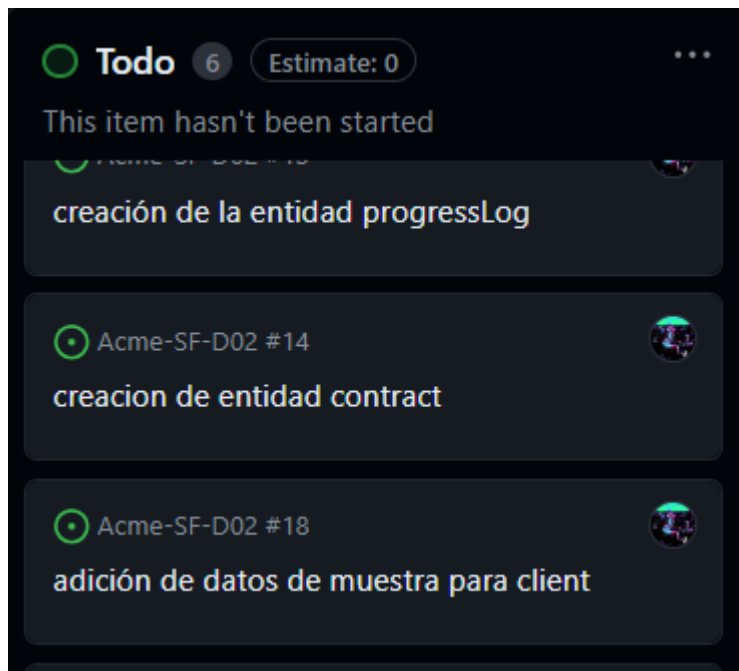 Todo 6 Estimate: 0
This item hasn't been started
creación de la entidad progressLog
Acme-SF-D02 #14
creacion de entidad contract
Acme-SF-D02 #18
adición de datos de muestra para client